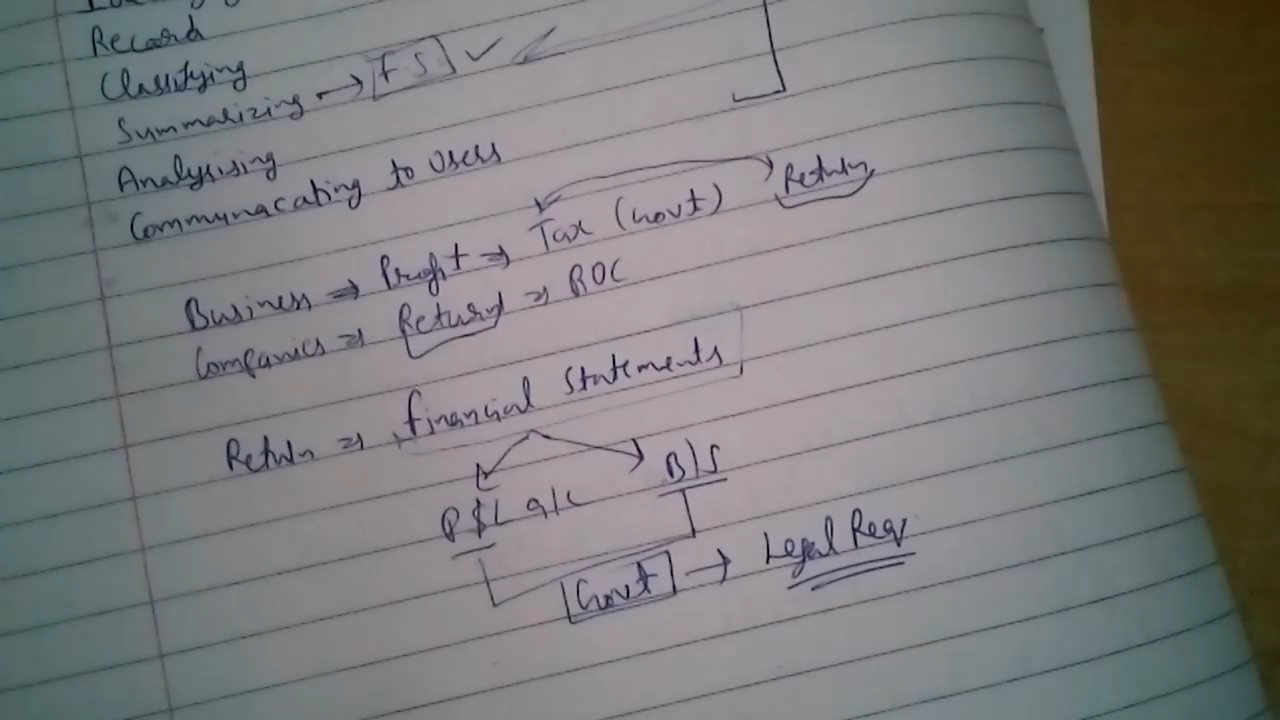 Record
Classifying
Summarizing → FS ✓
Analysising
Communacating to users
Business ⇒ Profit ⇒ Tax (Govt) Return
Companies ⇒ Return ⇒ ROC
Return ⇒ Financial Statements
P&L a/c B/S
Govt → Legal Req